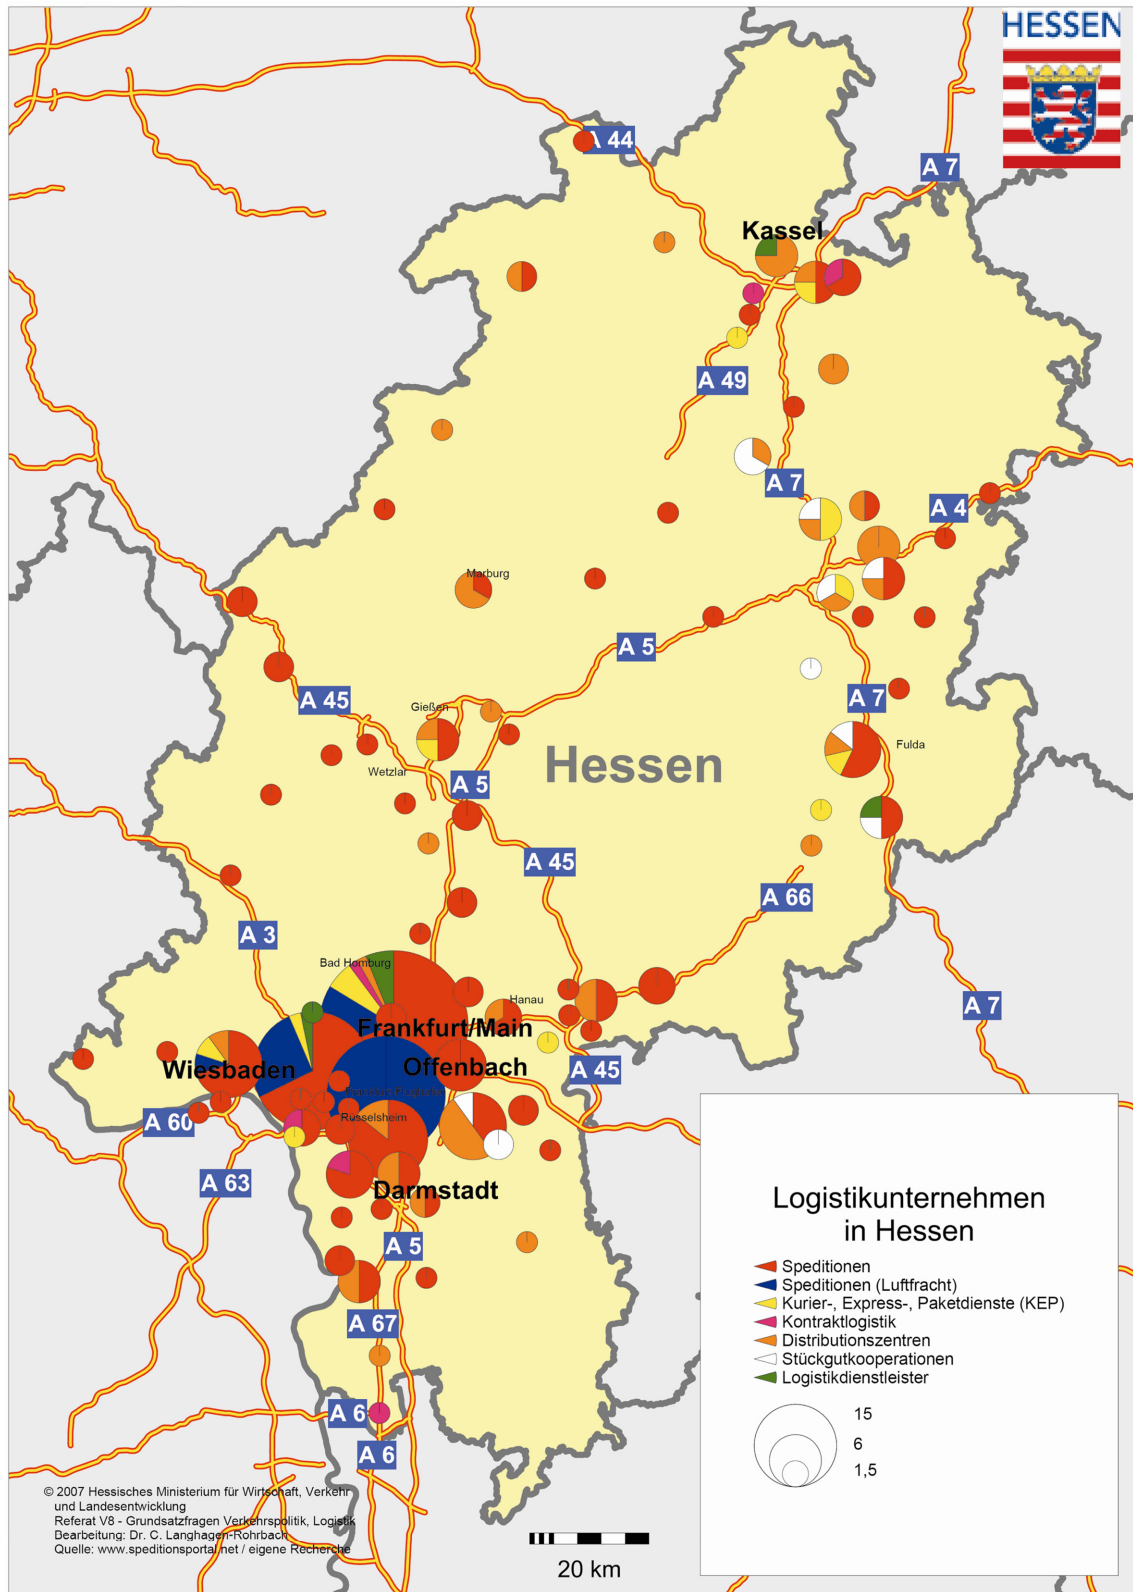 HESSEN
A 44
A 7
Kassel
A 49
A 7
A 4
Marburg
A 5
A 45
A 7
Gießen
Fulda
Hessen
Wetzlar
A 5
A 45
A 66
A 3
Bad Homburg
Hanau
A 7
Frankfurt/Main
Wiesbaden
Offenbach
A 45
A 60
Rüsselsheim
A 63
Darmstadt
A 5
A 67
A 6
A 6
Logistikunternehmen
in Hessen
Speditionen
Speditionen (Luftfracht)
Kurier-, Express-, Paketdienste (KEP)
Kontraktlogistik
Distributionszentren
Stückgutkooperationen
Logistikdienstleister
15
6
1,5
© 2007 Hessisches Ministerium für Wirtschaft, Verkehr
und Landesentwicklung
Referat V8 - Grundsatzfragen Verkehrspolitik, Logistik
Bearbeitung: Dr. C. Langhagen-Rohrbach
Quelle: www.speditionsportal.net / eigene Recherche
20 km